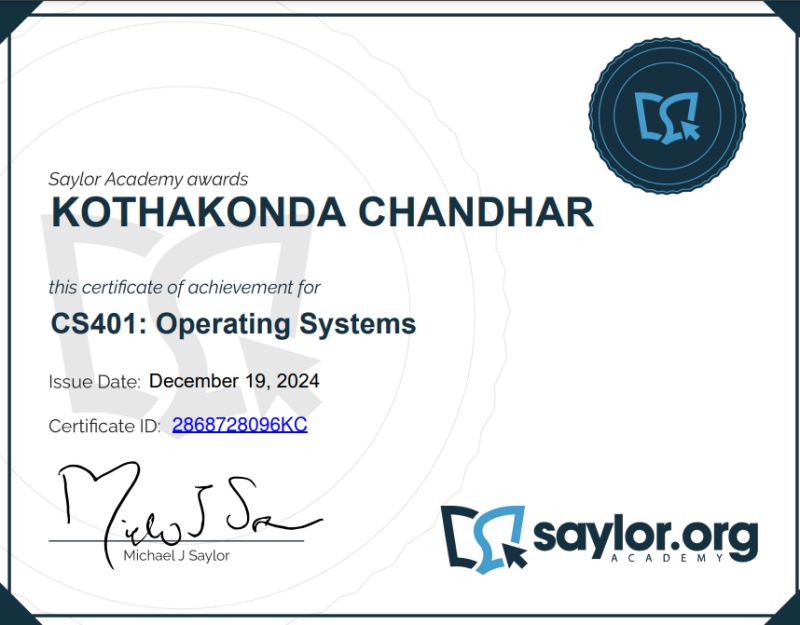 Saylor Academy awards
KOTHAKONDA CHANDHAR
this certificate of achievement for
CS401: Operating Systems
Issue Date: December 19, 2024
Certificate ID: 2868728096KC
Michael J Saylor
saylor.org
ACADEMY